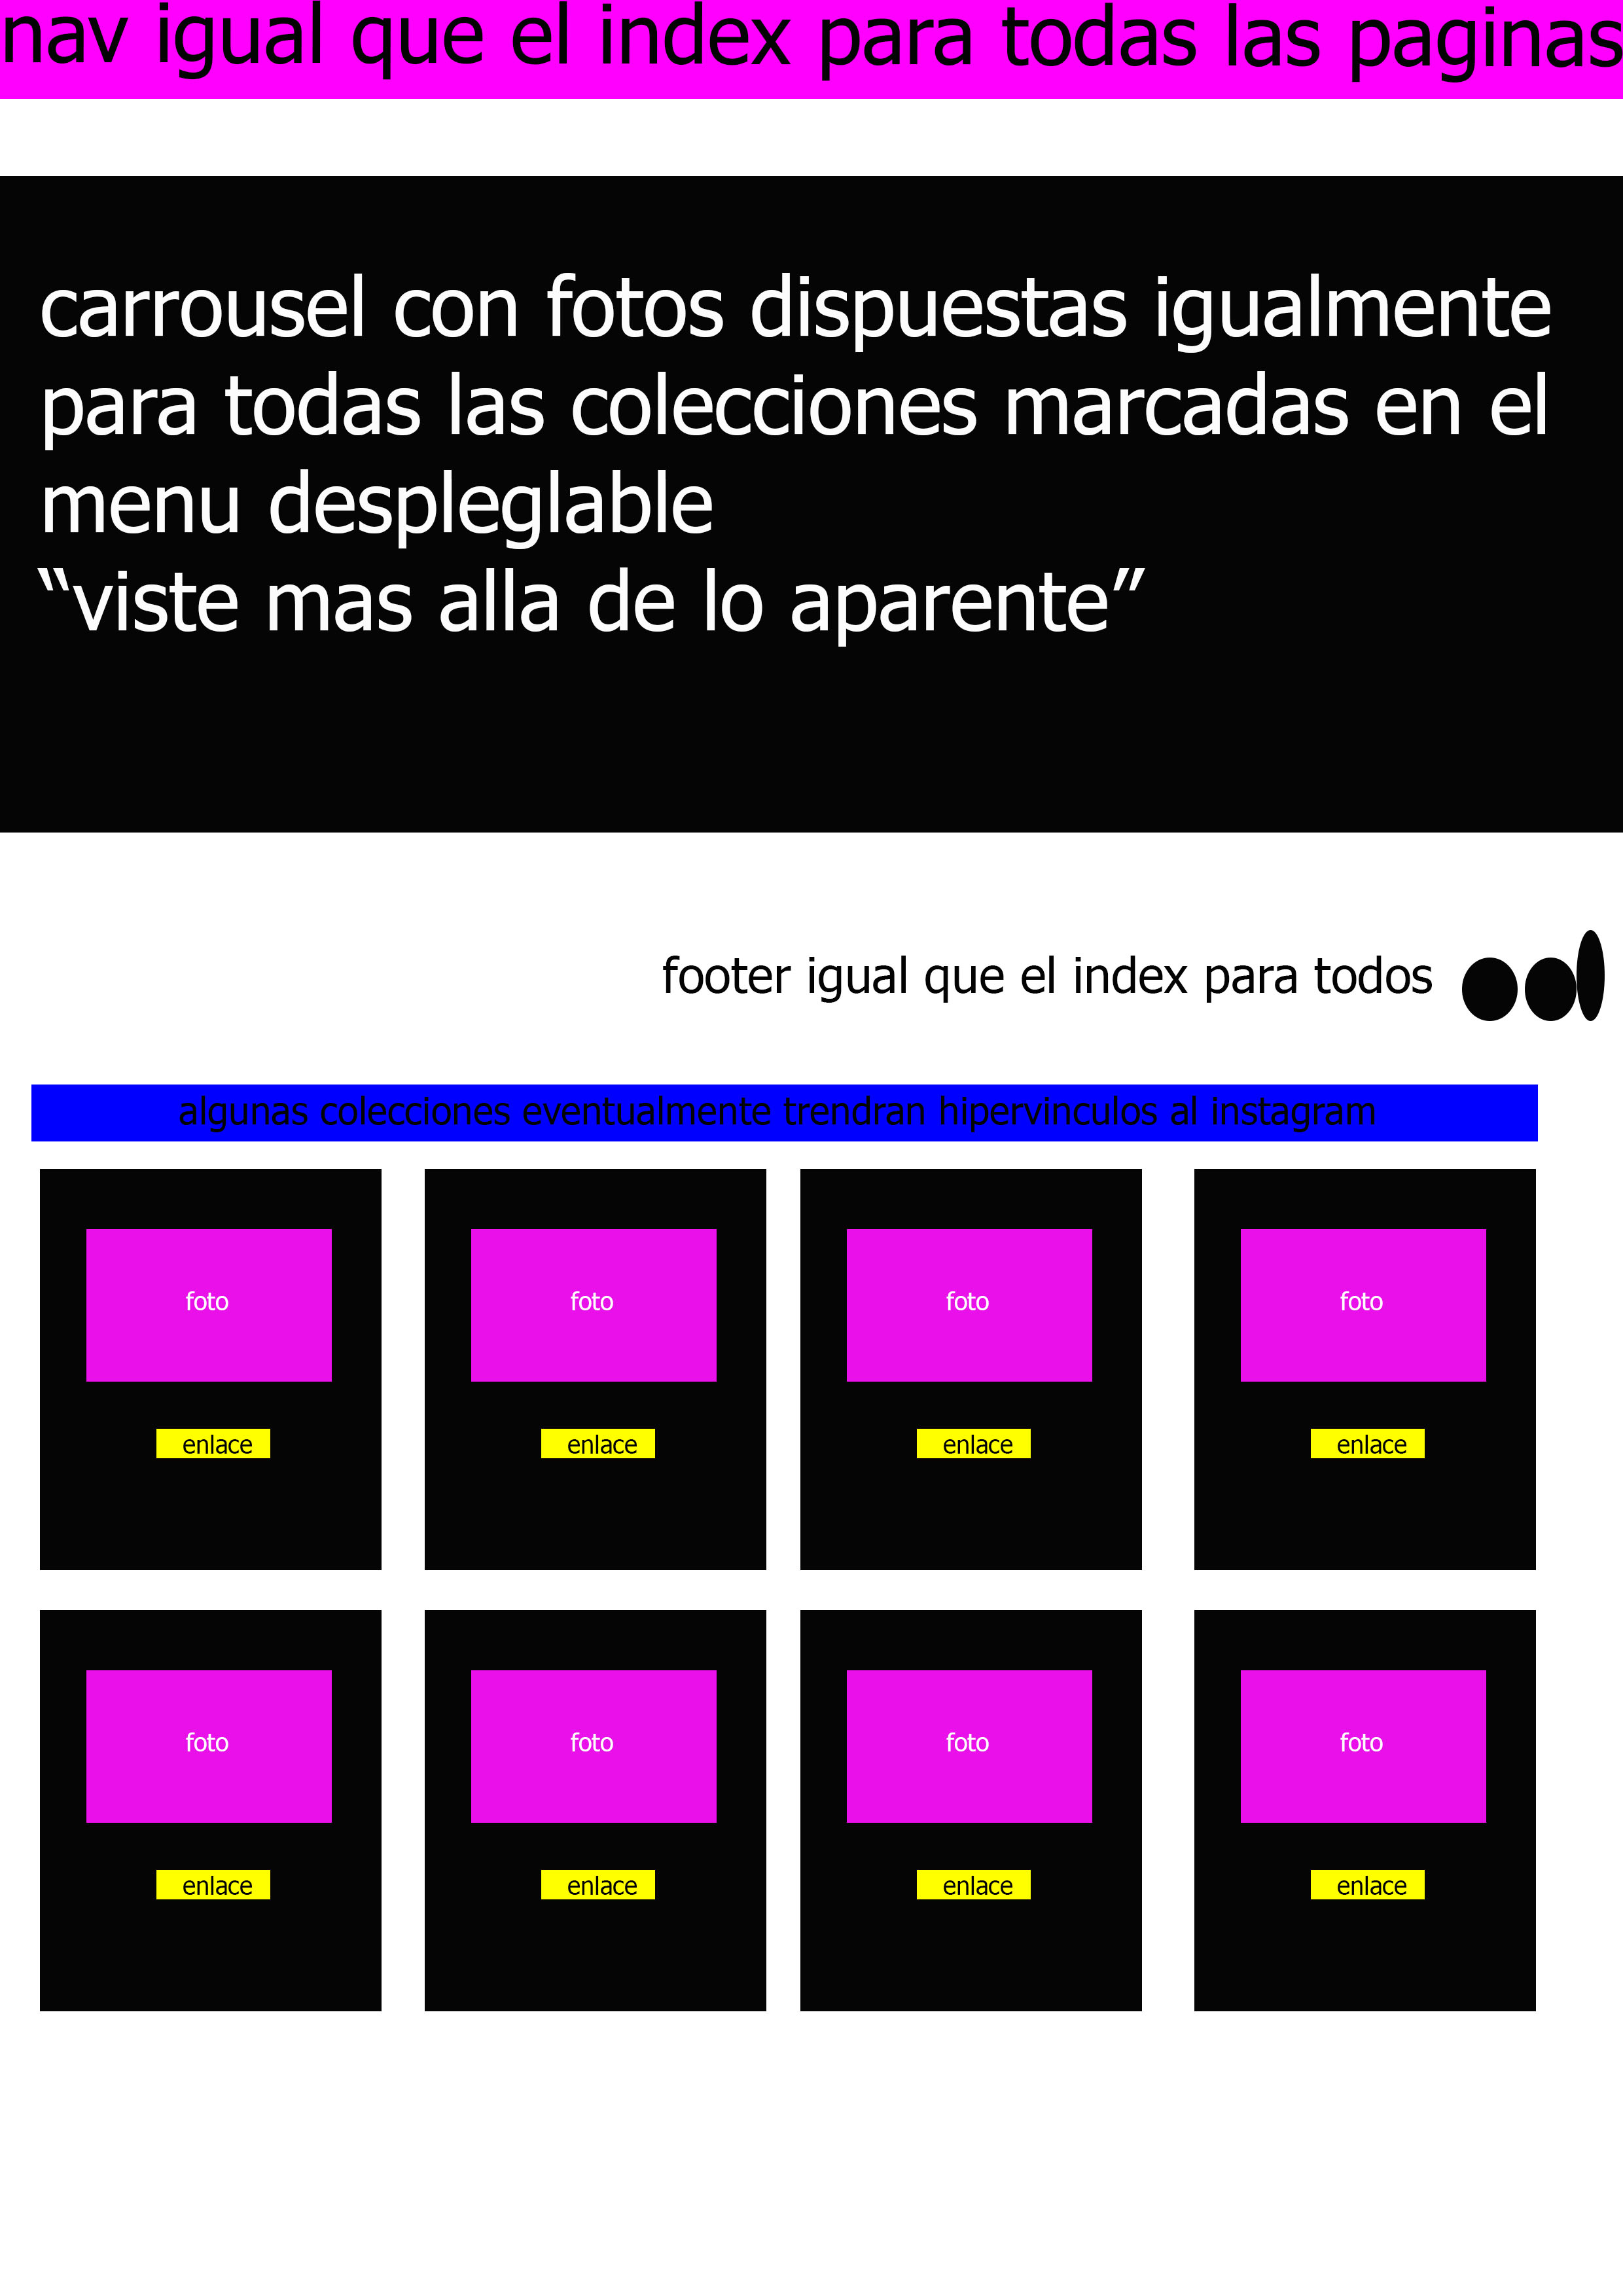 nav igual que el index para todas las paginas
carrousel con fotos dispuestas igualmente
para todas las colecciones marcadas en el
menu despleglable
“viste mas alla de lo aparente”
footer igual que el index para todos
algunas colecciones eventualmente trendran hipervinculos al instagram
foto foto foto foto
enlace enlace enlace enlace
foto foto foto foto
enlace enlace enlace enlace